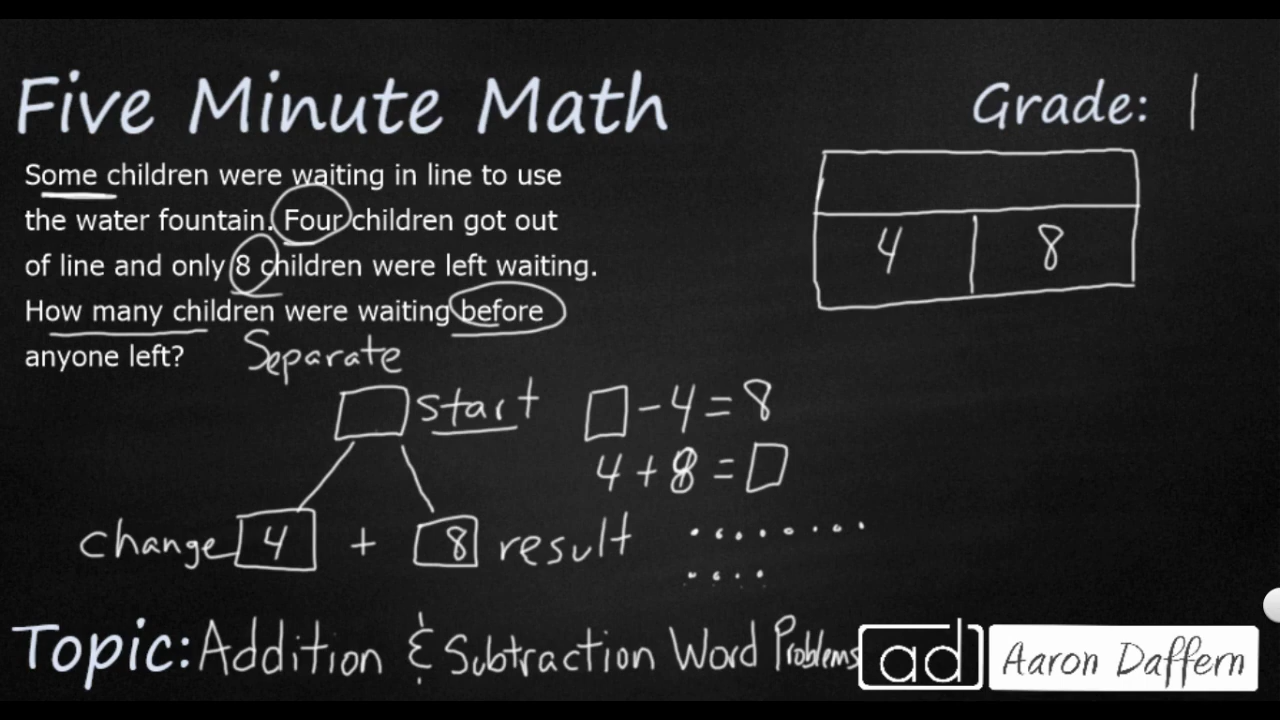 Five Minute Math
Grade: 1
Some children were waiting in line to use
the water fountain. Four children got out
of line and only 8 children were left waiting.
How many children were waiting before
anyone left?
Separate
4 8
start
□ - 4 = 8
4 + 8 = □
change 4 + 8 result
Topic: Addition & Subtraction Word Problems
ad Aaron Daffern